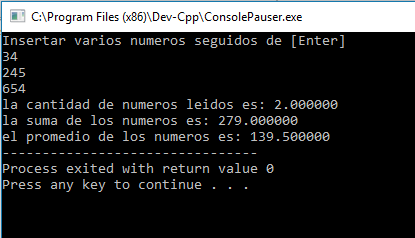 C:\Program Files (x86)\Dev-Cpp\ConsolePauser.exe
Insertar varios numeros seguidos de [Enter]
34
245
654
la cantidad de numeros leidos es: 2.000000
la suma de los numeros es: 279.000000
el promedio de los numeros es: 139.500000
--------------------------------
Process exited with return value 0
Press any key to continue . . .